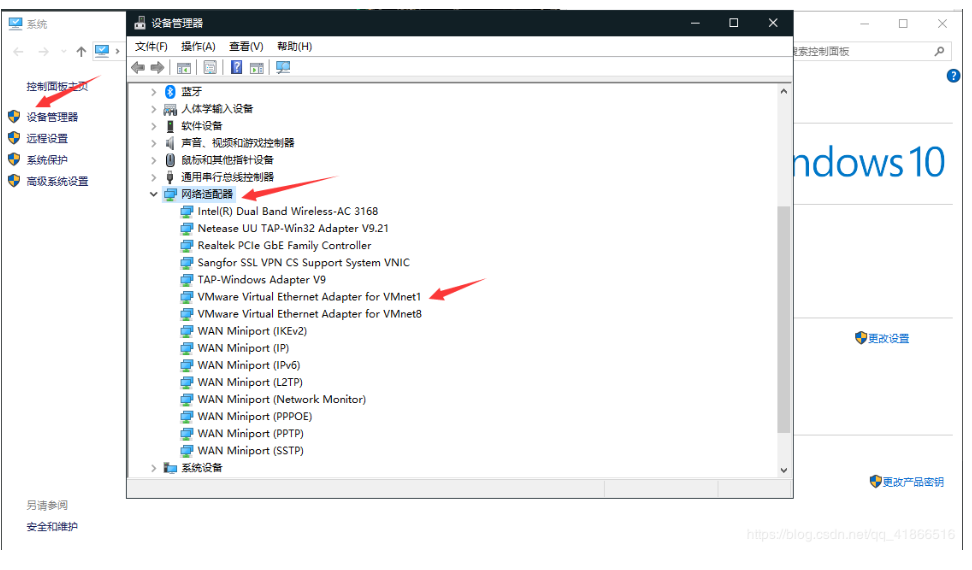 系统
设备管理器
文件(F) 操作(A) 查看(V) 帮助(H)
搜索控制面板
控制面板主页
设备管理器
远程设置
系统保护
高级系统设置
蓝牙
人体学输入设备
软件设备
声音、视频和游戏控制器
鼠标和其他指针设备
通用串行总线控制器
网络适配器
Intel(R) Dual Band Wireless-AC 3168
Netease UU TAP-Win32 Adapter V9.21
Realtek PCIe GbE Family Controller
Sangfor SSL VPN CS Support System VNIC
TAP-Windows Adapter V9
VMware Virtual Ethernet Adapter for VMnet1
VMware Virtual Ethernet Adapter for VMnet8
WAN Miniport (IKEv2)
WAN Miniport (IP)
WAN Miniport (IPv6)
WAN Miniport (L2TP)
WAN Miniport (Network Monitor)
WAN Miniport (PPPOE)
WAN Miniport (PPTP)
WAN Miniport (SSTP)
系统设备
ndows 10
更改设置
更改产品密钥
另请参阅
安全和维护
https://blog.csdn.net/qq_41866516